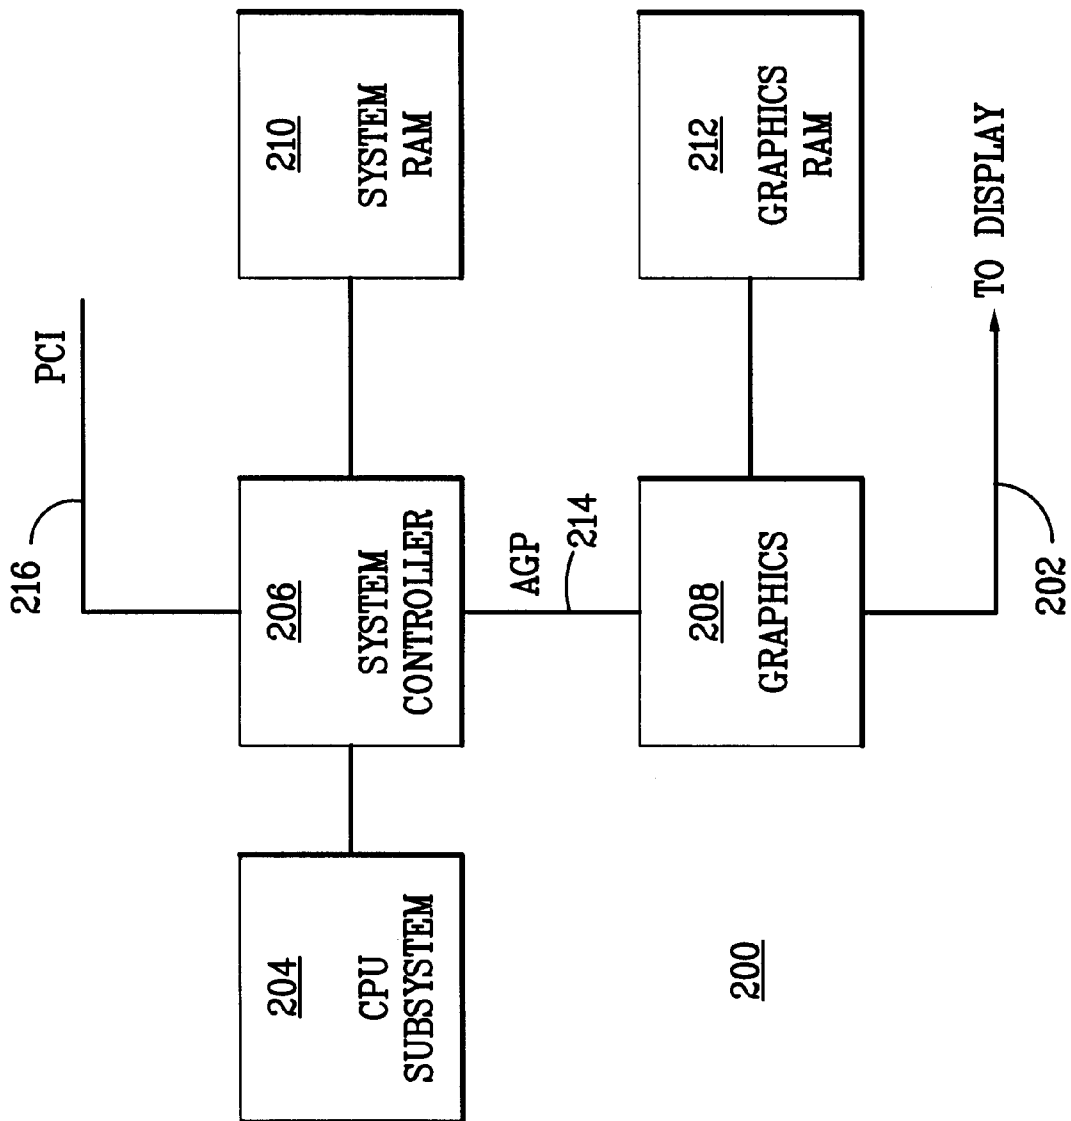 216
PCI
204
CPU
SUBSYSTEM
206
SYSTEM
CONTROLLER
210
SYSTEM
RAM
AGP
214
208
GRAPHICS
212
GRAPHICS
RAM
200
202
TO DISPLAY